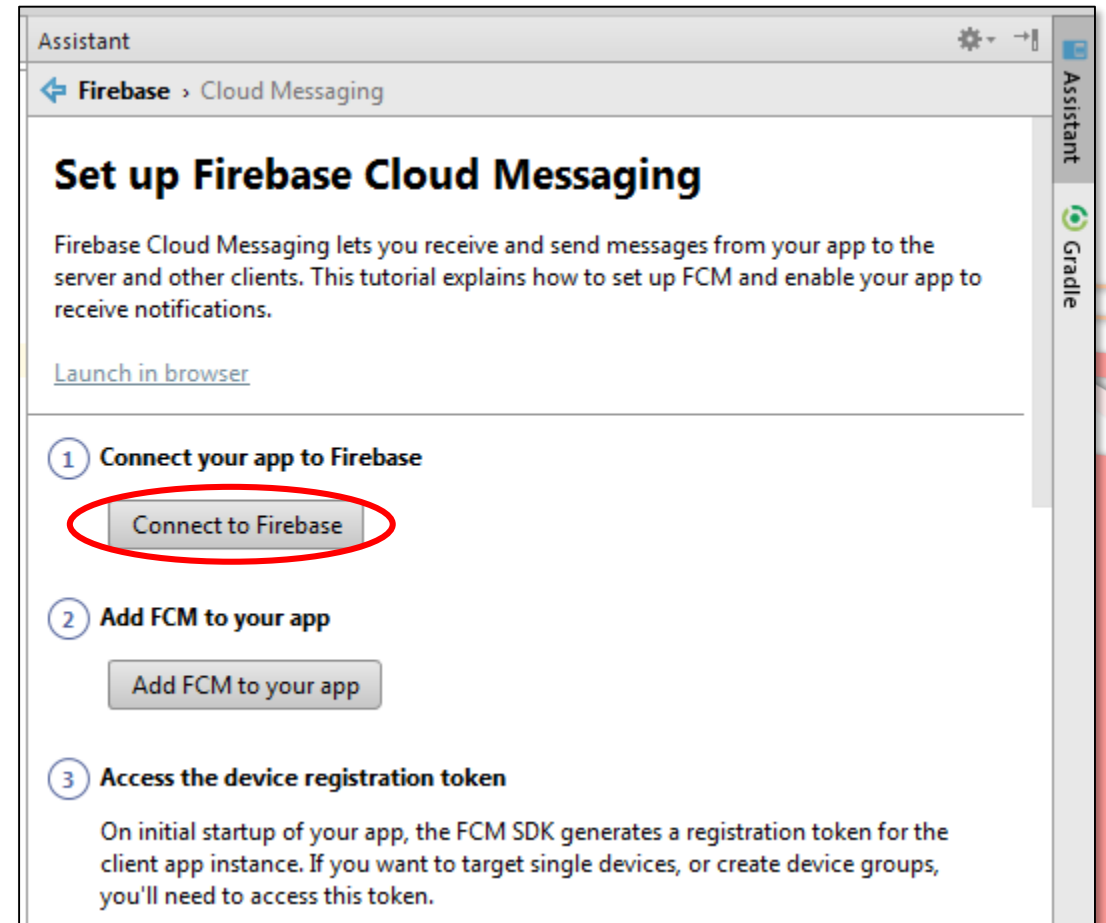 Assistant
Firebase › Cloud Messaging
Set up Firebase Cloud Messaging
Firebase Cloud Messaging lets you receive and send messages from your app to the
server and other clients. This tutorial explains how to set up FCM and enable your app to
receive notifications.
Launch in browser
1 Connect your app to Firebase
Connect to Firebase
2 Add FCM to your app
Add FCM to your app
3 Access the device registration token
On initial startup of your app, the FCM SDK generates a registration token for the
client app instance. If you want to target single devices, or create device groups,
you'll need to access this token.
Assistant
Gradle